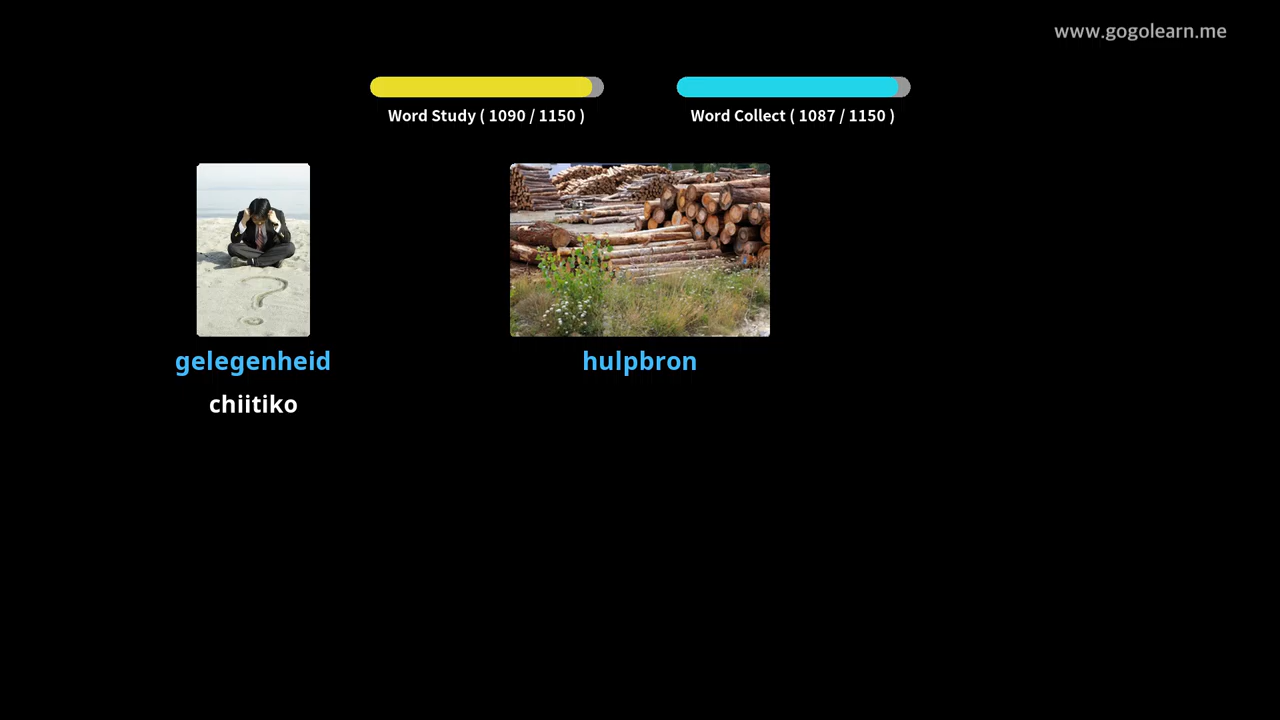 www.gogolearn.me
Word Study ( 1090 / 1150 )
Word Collect ( 1087 / 1150 )
gelegenheid
hulpbron
chiitiko